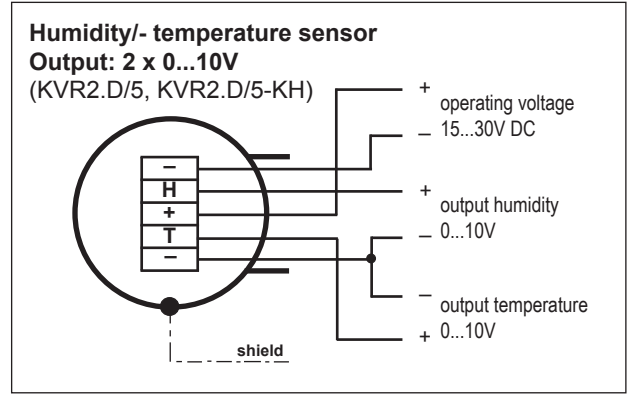 Humidity/- temperature sensor
Output: 2 x 0...10V
(KVR2.D/5, KVR2.D/5-KH)
+
operating voltage
– 15...30V DC
–
H
+
T
–
+
output humidity
– 0...10V
–
output temperature
+ 0...10V
shield